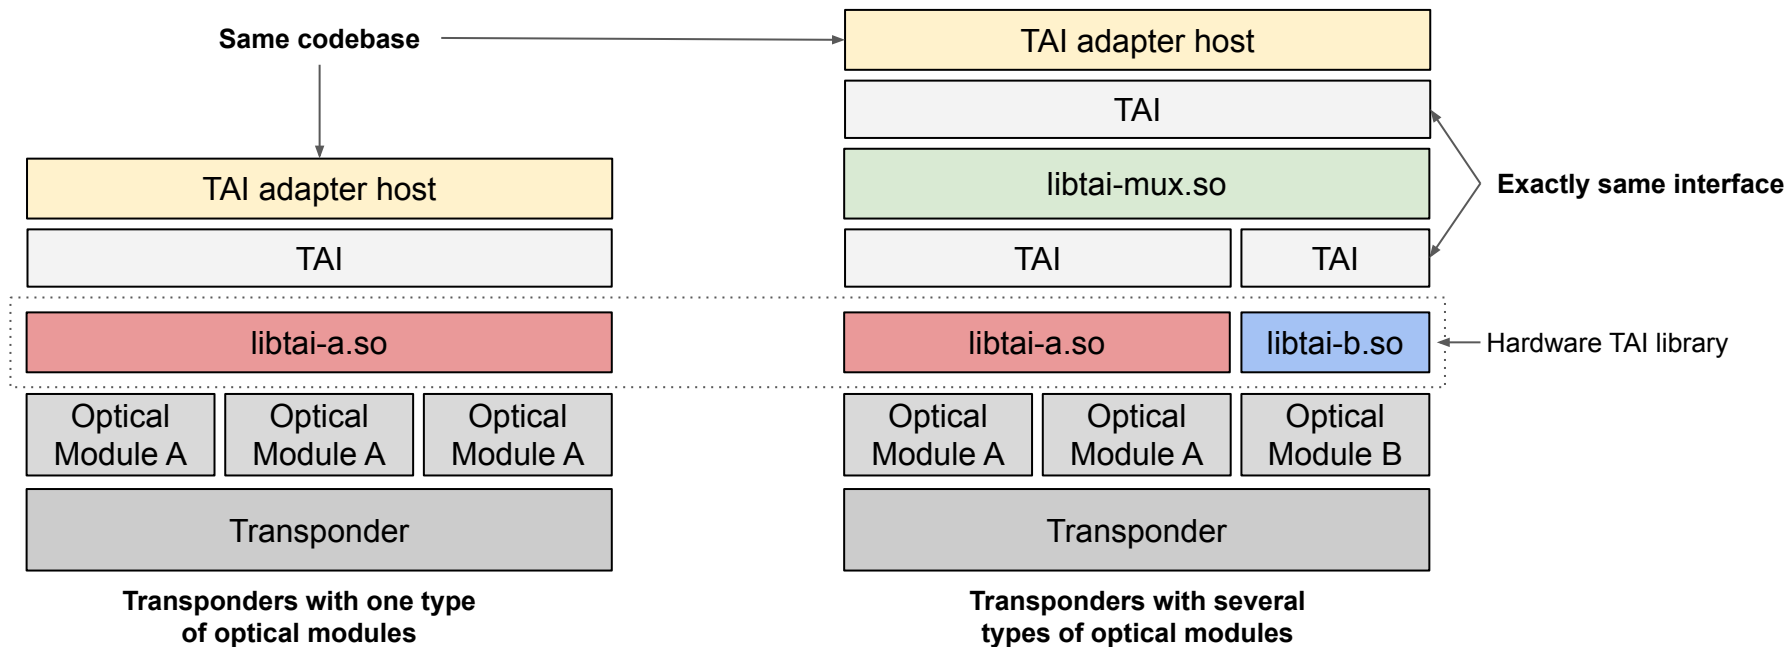 Same codebase
TAI adapter host
TAI
libtai-a.so
Optical
Module A
Optical
Module A
Optical
Module A
Transponder
Transponders with one type
of optical modules
TAI adapter host
TAI
libtai-mux.so
TAI
TAI
Exactly same interface
libtai-a.so
libtai-b.so
Hardware TAI library
Optical
Module A
Optical
Module A
Optical
Module B
Transponder
Transponders with several
types of optical modules